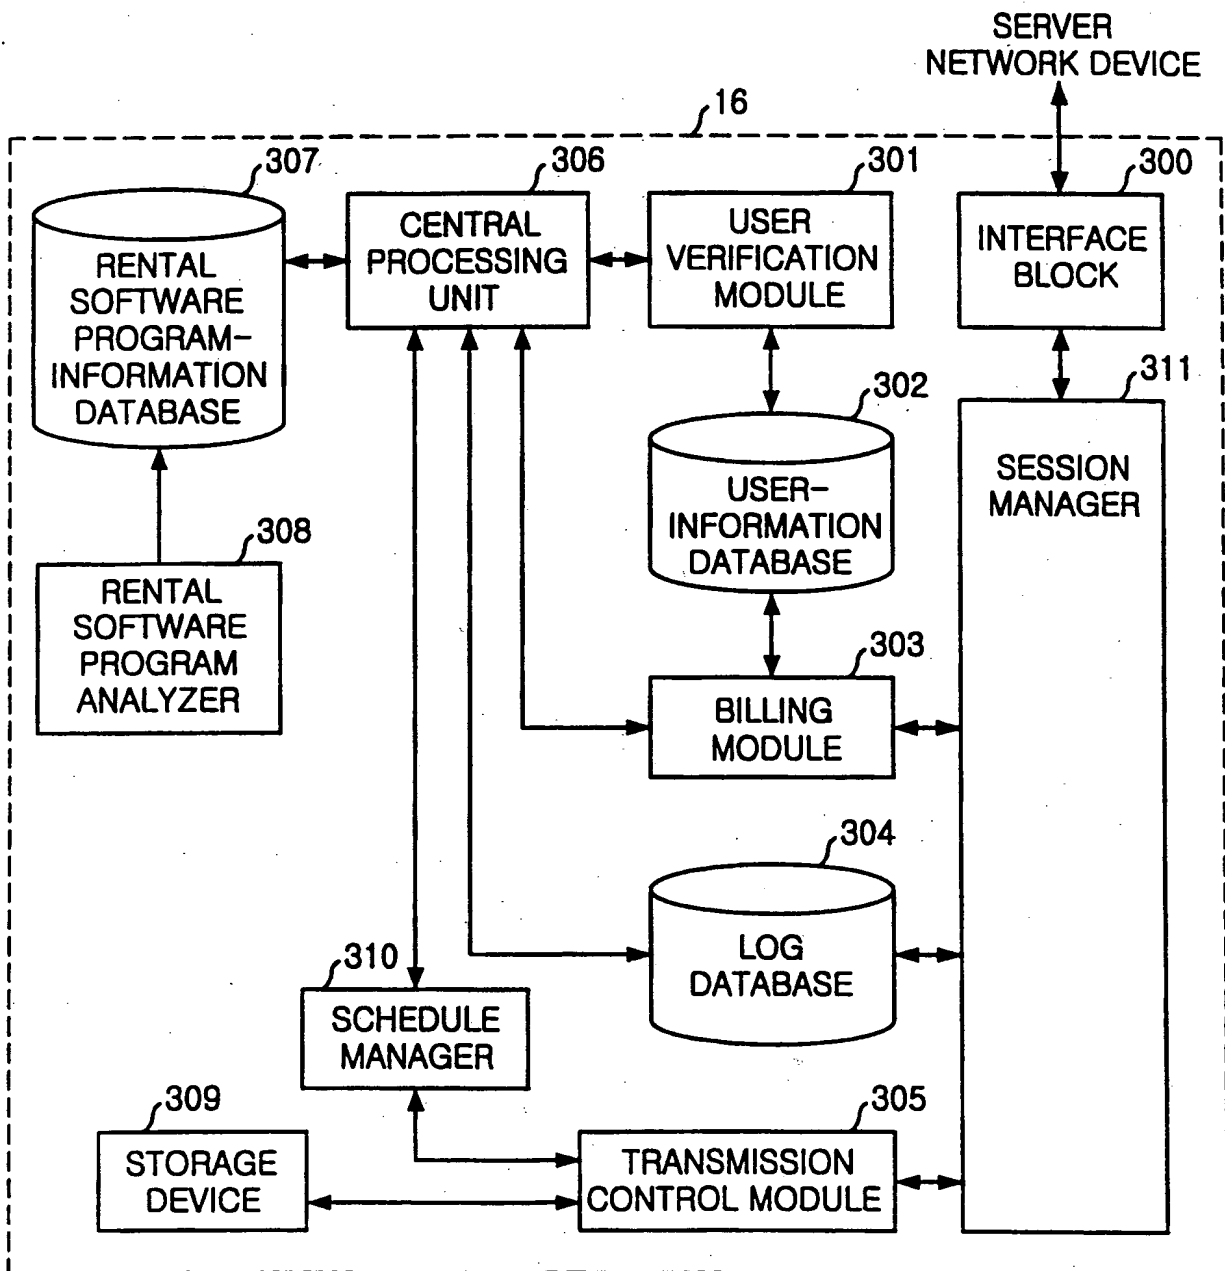 SERVER
NETWORK DEVICE
16
307
306
301
300
CENTRAL
PROCESSING
UNIT
USER
VERIFICATION
MODULE
INTERFACE
BLOCK
RENTAL
SOFTWARE
PROGRAM-
INFORMATION
DATABASE
311
302
SESSION
MANAGER
USER-
INFORMATION
DATABASE
308
RENTAL
SOFTWARE
PROGRAM
ANALYZER
303
BILLING
MODULE
304
LOG
DATABASE
310
SCHEDULE
MANAGER
309
305
STORAGE
DEVICE
TRANSMISSION
CONTROL MODULE